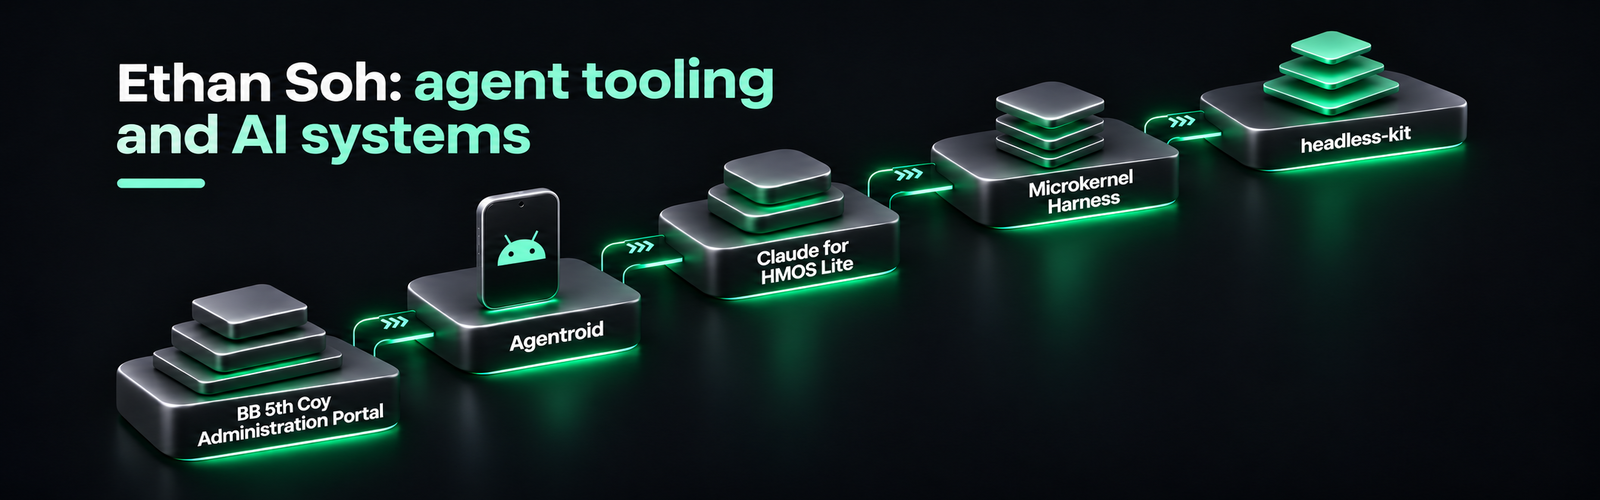 Ethan Soh: agent tooling
and AI systems
BB 5th Coy
Administration Portal
Agentroid
Claude for
HMOS Lite
Microkernel
Harness
headless-kit